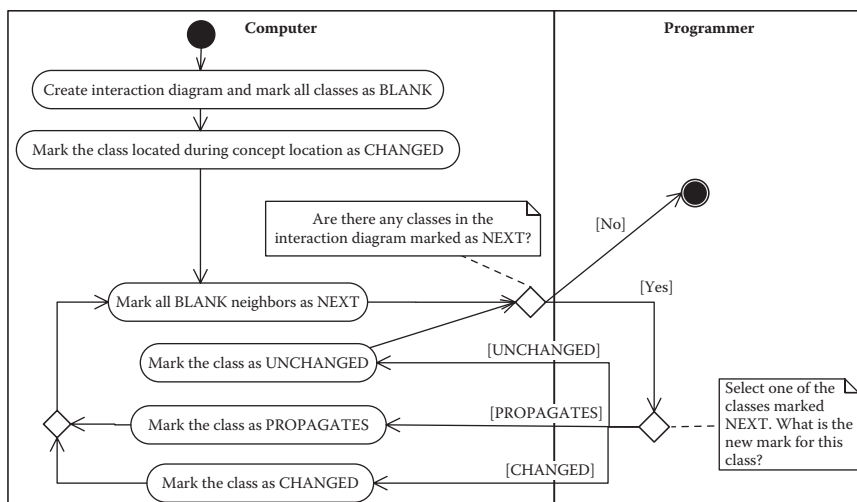 Computer
Programmer
Create interaction diagram and mark all classes as BLANK
Mark the class located during concept location as CHANGED
Are there any classes in the
interaction diagram marked as NEXT?
[No]
Mark all BLANK neighbors as NEXT
[Yes]
Mark the class as UNCHANGED
[UNCHANGED]
Mark the class as PROPAGATES
[PROPAGATES]
Select one of the
classes marked
NEXT. What is the
new mark for this
class?
Mark the class as CHANGED
[CHANGED]